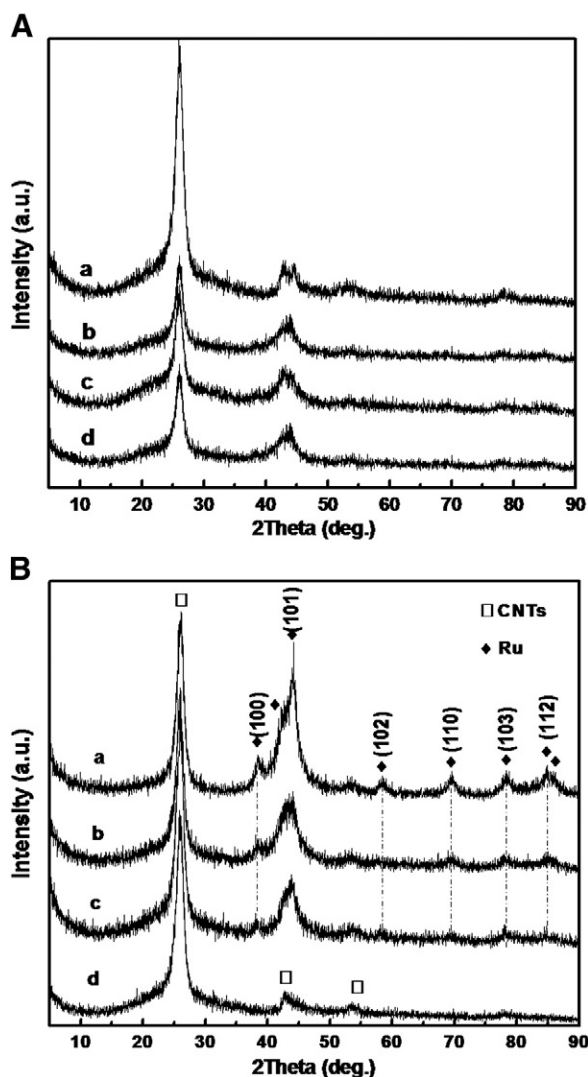 A
Intensity (a.u.)
a
b
c
d
10 20 30 40 50 60 70 80 90
2Theta (deg.)
B
Intensity (a.u.)
(101)
□ CNTs
◆ Ru
(100)
(102)
(110)
(103)
(112)
a
b
c
d
10 20 30 40 50 60 70 80 90
2Theta (deg.)